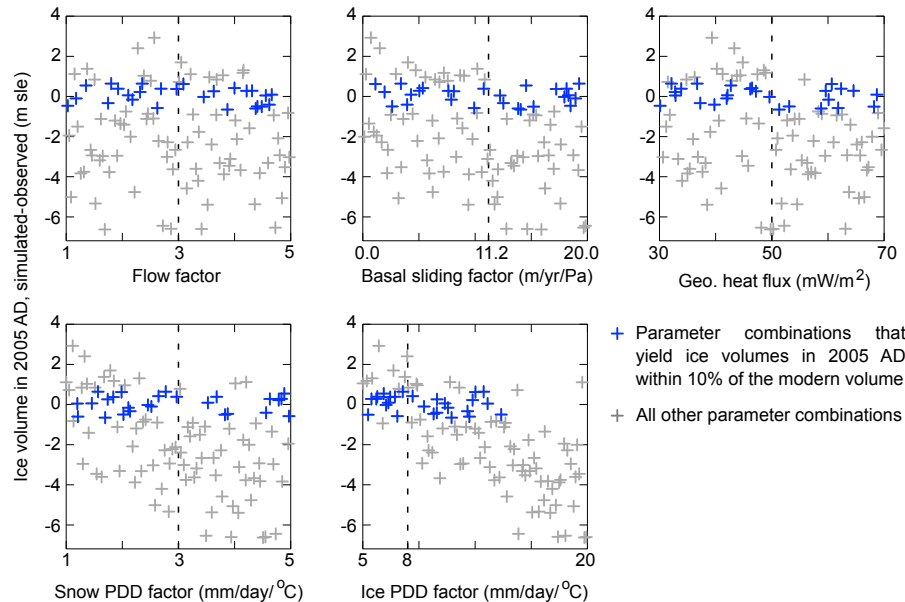 Ice volume in 2005 AD, simulated-observed (m sle)
4
2
0
-2
-4
-6
1 3 5
Flow factor
4
2
0
-2
-4
-6
0.0 11.2 20.0
Basal sliding factor (m/yr/Pa)
4
2
0
-2
-4
-6
30 50 70
Geo. heat flux (mW/m²)
4
2
0
-2
-4
-6
1 3 5
Snow PDD factor (mm/day/°C)
4
2
0
-2
-4
-6
5 8 20
Ice PDD factor (mm/day/°C)
Parameter combinations that
yield ice volumes in 2005 AD
within 10% of the modern volume
All other parameter combinations